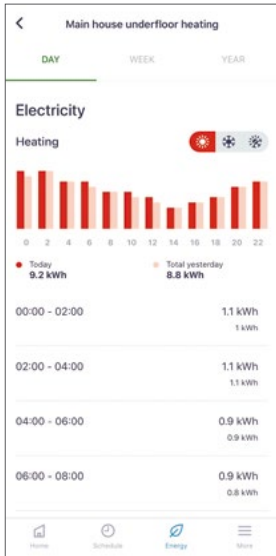 Main house underfloor heating
DAY WEEK YEAR
Electricity
Heating
0 2 4 6 8 10 12 14 16 18 20 22
Today Total yesterday
9.2 kWh 8.8 kWh
00:00 - 02:00 1.1 kWh
1 kWh
02:00 - 04:00 1.1 kWh
1.1 kWh
04:00 - 06:00 0.9 kWh
0.9 kWh
06:00 - 08:00 0.9 kWh
0.8 kWh
Home Schedule Energy More